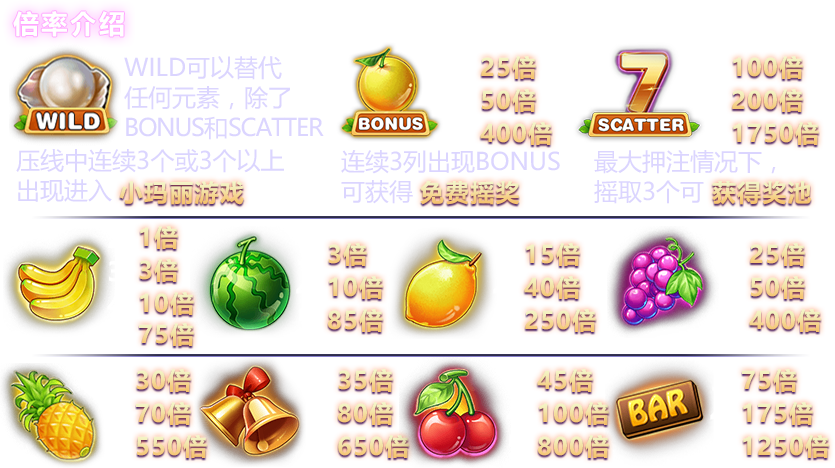 倍率介绍
WILD
WILD可以替代
任何元素，除了
BONUS和SCATTER
压线中连续3个或3个以上
出现进入 小玛丽游戏
BONUS
25倍
50倍
400倍
连续3列出现BONUS
可获得 免费摇奖
7
SCATTER
100倍
200倍
1750倍
最大押注情况下，
摇取3个可 获得奖池
1倍
3倍
10倍
75倍
3倍
10倍
85倍
15倍
40倍
250倍
25倍
50倍
400倍
30倍
70倍
550倍
35倍
80倍
650倍
45倍
100倍
800倍
BAR
75倍
175倍
1250倍